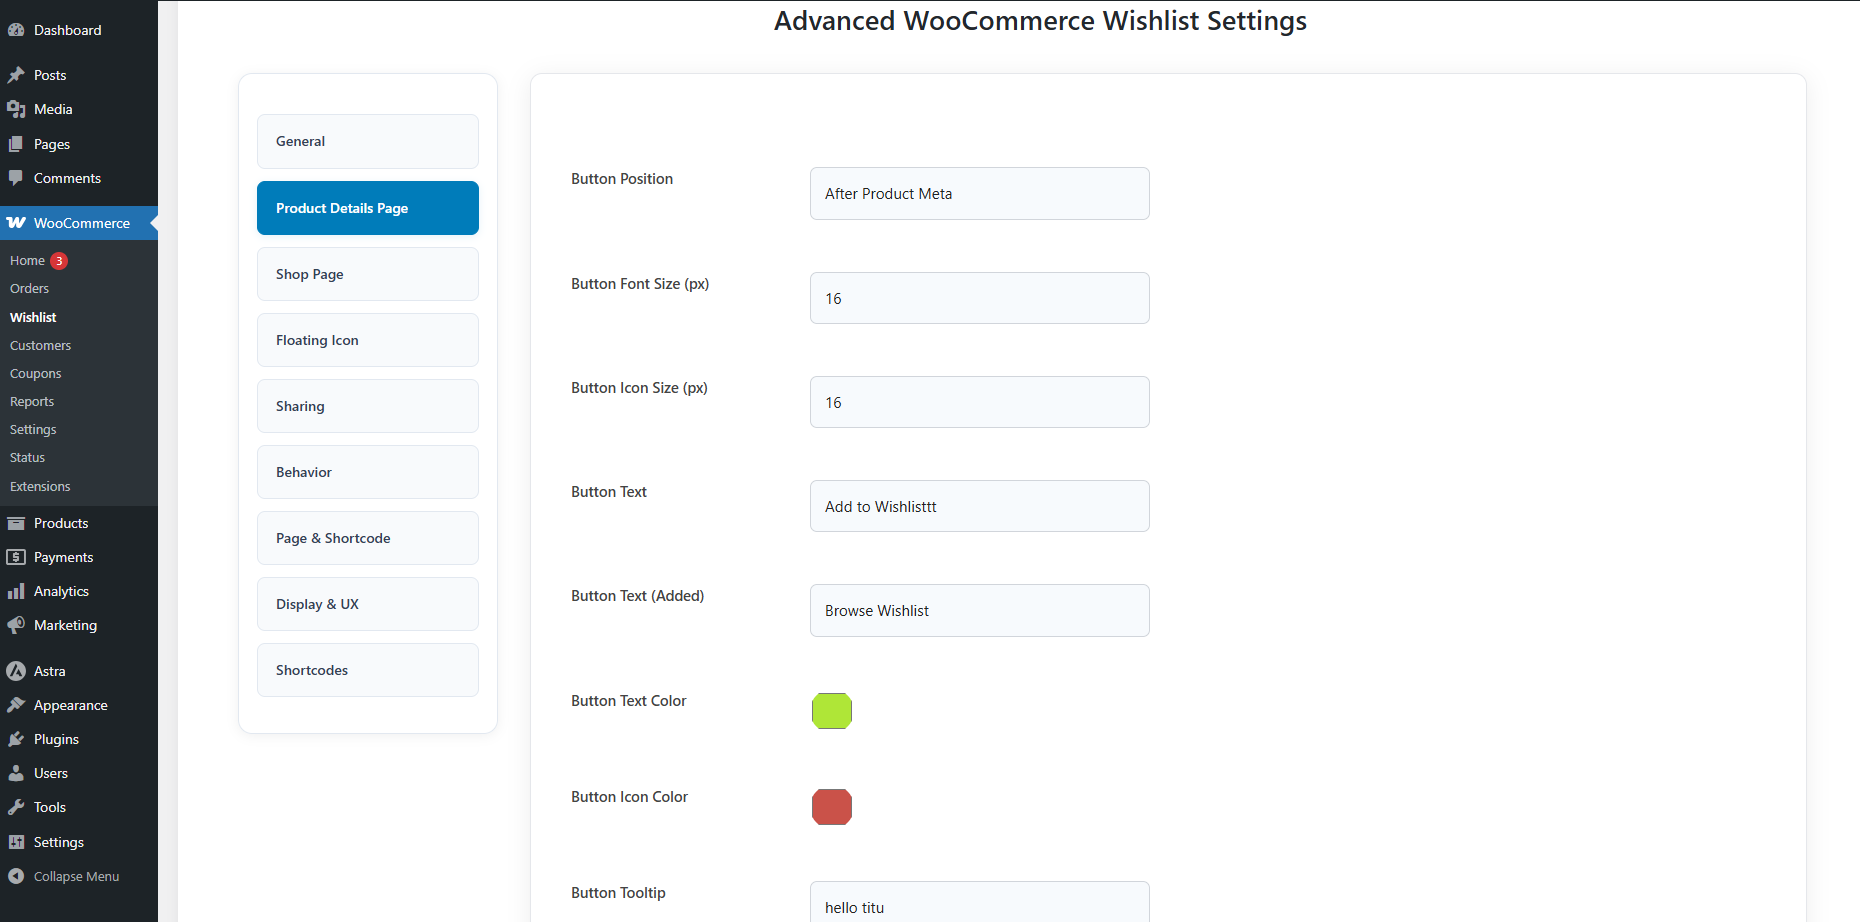 Dashboard
Posts
Media
Pages
Comments
WooCommerce
Home 3
Orders
Wishlist
Customers
Coupons
Reports
Settings
Status
Extensions
Products
Payments
Analytics
Marketing
Astra
Appearance
Plugins
Users
Tools
Settings
Collapse Menu
Advanced WooCommerce Wishlist Settings
General
Product Details Page
Shop Page
Floating Icon
Sharing
Behavior
Page & Shortcode
Display & UX
Shortcodes
Button Position
After Product Meta
Button Font Size (px)
16
Button Icon Size (px)
16
Button Text
Add to Wishlisttt
Button Text (Added)
Browse Wishlist
Button Text Color
Button Icon Color
Button Tooltip
hello titu